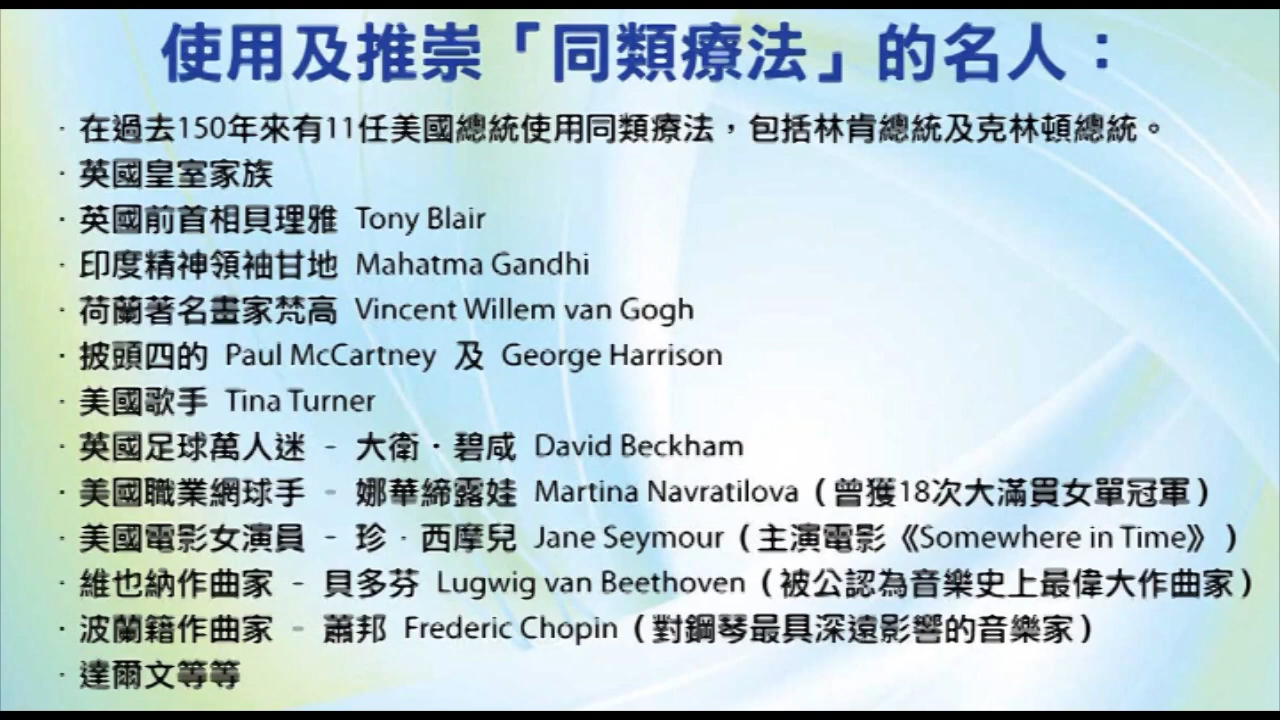 使用及推崇「同類療法」的名人：
· 在過去150年來有11任美國總統使用同類療法，包括林肯總統及克林頓總統。
· 英國皇室家族
· 英國前首相貝理雅 Tony Blair
· 印度精神領袖甘地 Mahatma Gandhi
· 荷蘭著名畫家梵高 Vincent Willem van Gogh
· 披頭四的 Paul McCartney 及 George Harrison
· 美國歌手 Tina Turner
· 英國足球萬人迷 - 大衛·碧咸 David Beckham
· 美國職業網球手 - 娜華締露娃 Martina Navratilova（曾獲18次大滿貫女單冠軍）
· 美國電影女演員 - 珍·西摩兒 Jane Seymour（主演電影《Somewhere in Time》）
· 維也納作曲家 - 貝多芬 Lugwig van Beethoven（被公認為音樂史上最偉大作曲家）
· 波蘭籍作曲家 - 蕭邦 Frederic Chopin（對鋼琴最具深遠影響的音樂家）
· 達爾文等等